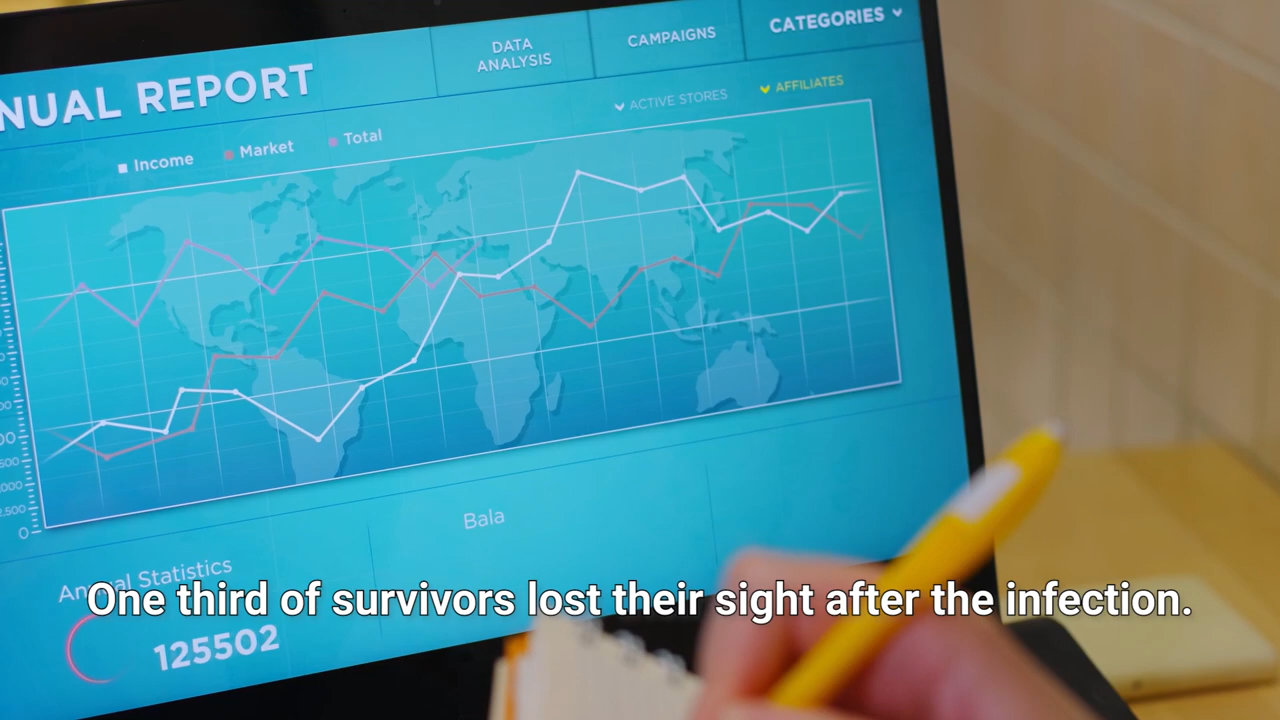 NUAL REPORT
DATA
ANALYSIS
CAMPAIGNS
CATEGORIES
ACTIVE STORES
AFFILIATES
Income
Market
Total
0
Bala
Statistics
One third of survivors lost their sight after the infection.
125502